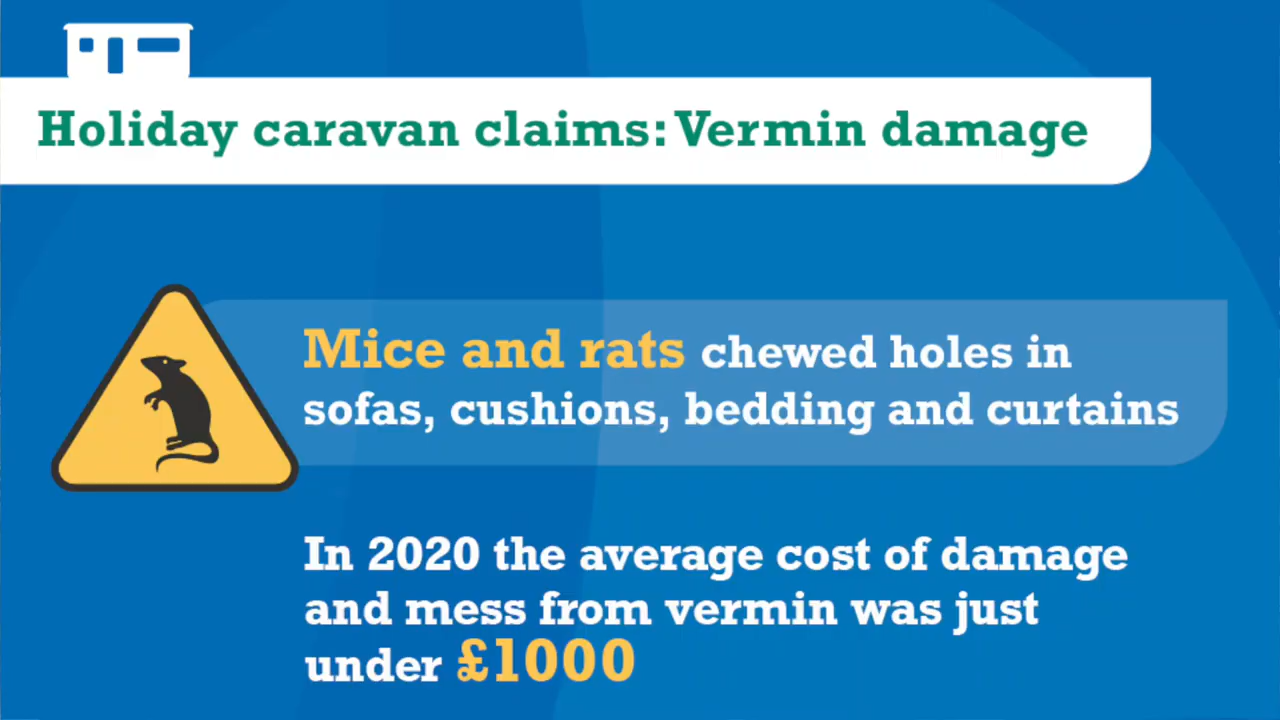 Holiday caravan claims: Vermin damage
Mice and rats chewed holes in
sofas, cushions, bedding and curtains
In 2020 the average cost of damage
and mess from vermin was just
under £1000